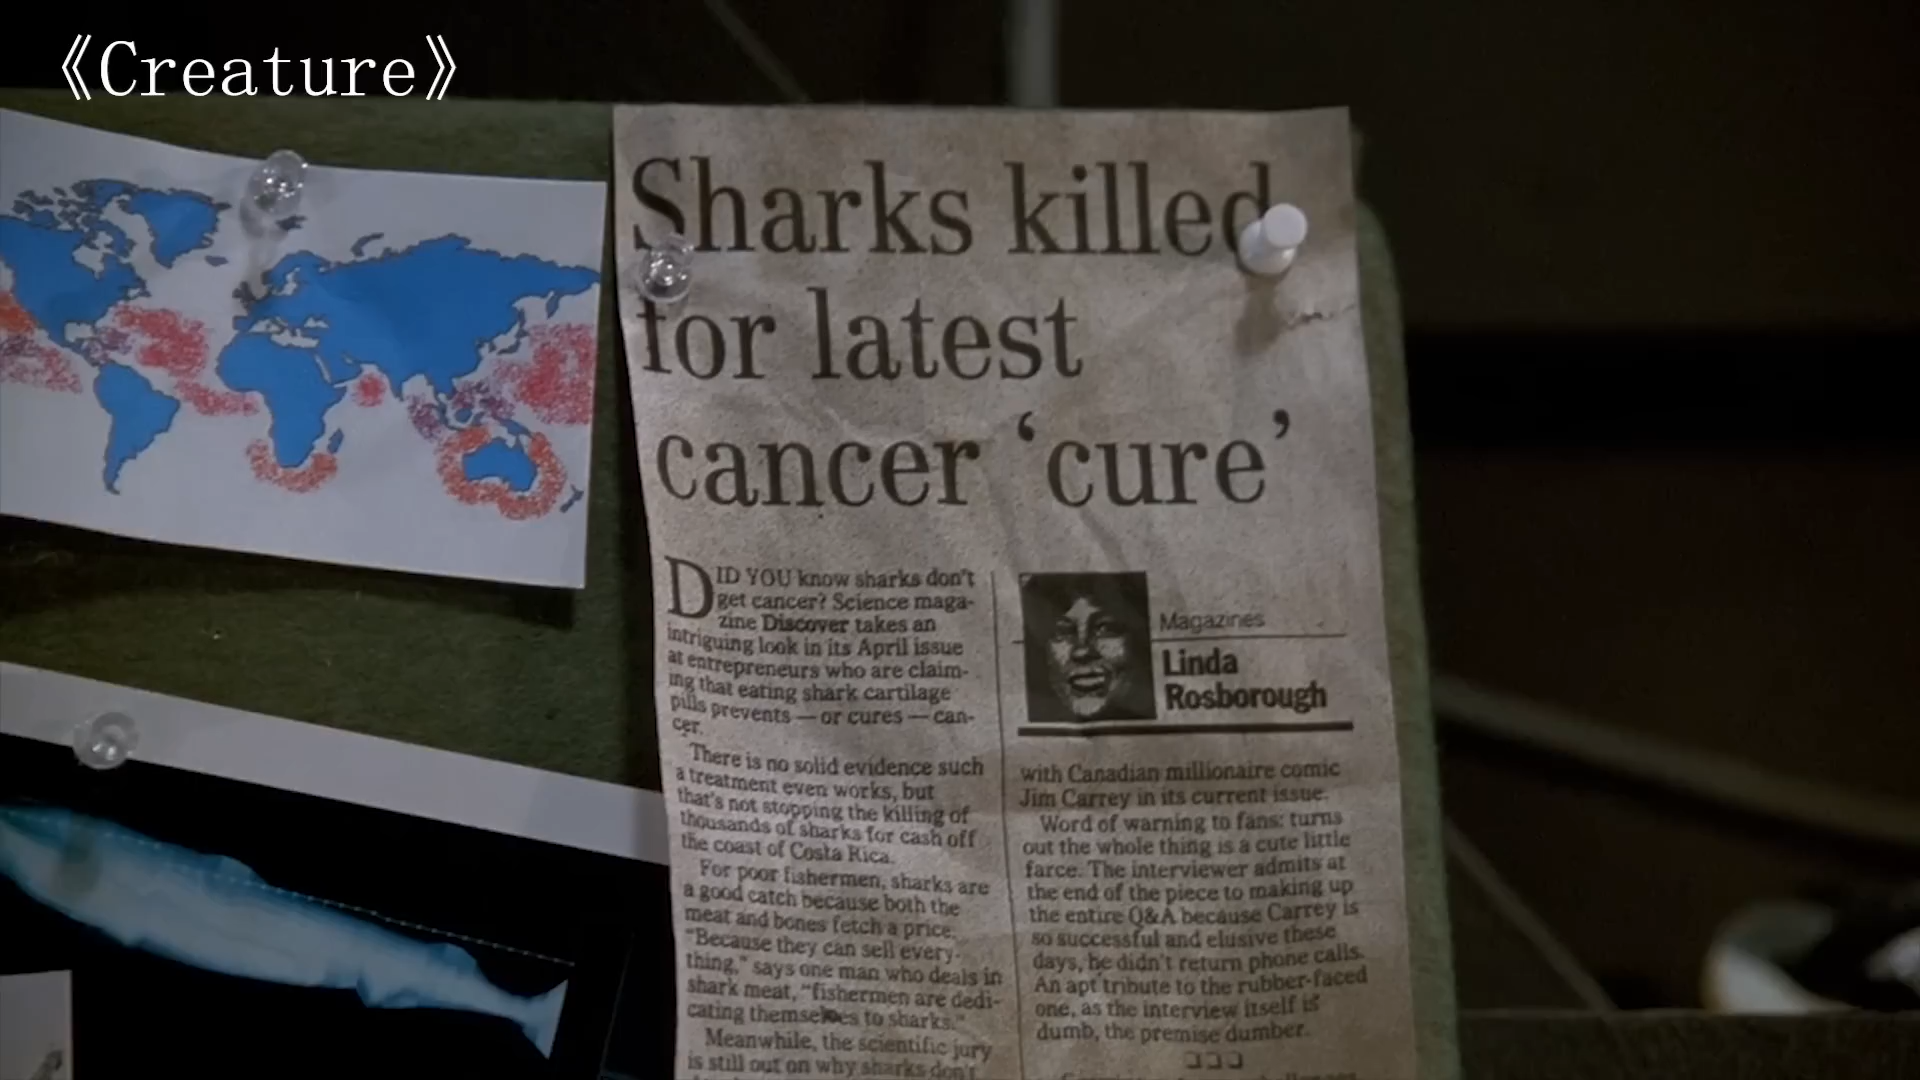 《Creature》
Sharks killed
for latest
cancer ‘cure’
DID YOU know sharks don't
get cancer? Science maga-
zine Discover takes an
intriguing look in its April issue
at entrepreneurs who are claim-
ing that eating shark cartilage
pills prevents — or cures — can-
cer.
There is no solid evidence such
a treatment even works, but
that's not stopping the killing of
thousands of sharks for cash off
the coast of Costa Rica.
For poor fishermen, sharks are
a good catch because both the
meat and bones fetch a price.
"Because they can sell every-
thing," says one man who deals in
shark meat, "fishermen are dedi-
cating themselves to sharks."
Meanwhile, the scientific jury
is still out on why sharks don't
Magazines
Linda
Rosborough
with Canadian millionaire comic
Jim Carrey in its current issue.
Word of warning to fans: turns
out the whole thing is a cute little
farce. The interviewer admits at
the end of the piece to making up
the entire Q&A because Carrey is
so successful and elusive these
days, he didn't return phone calls.
An apt tribute to the rubber-faced
one, as the interview itself is
dumb, the premise dumber.